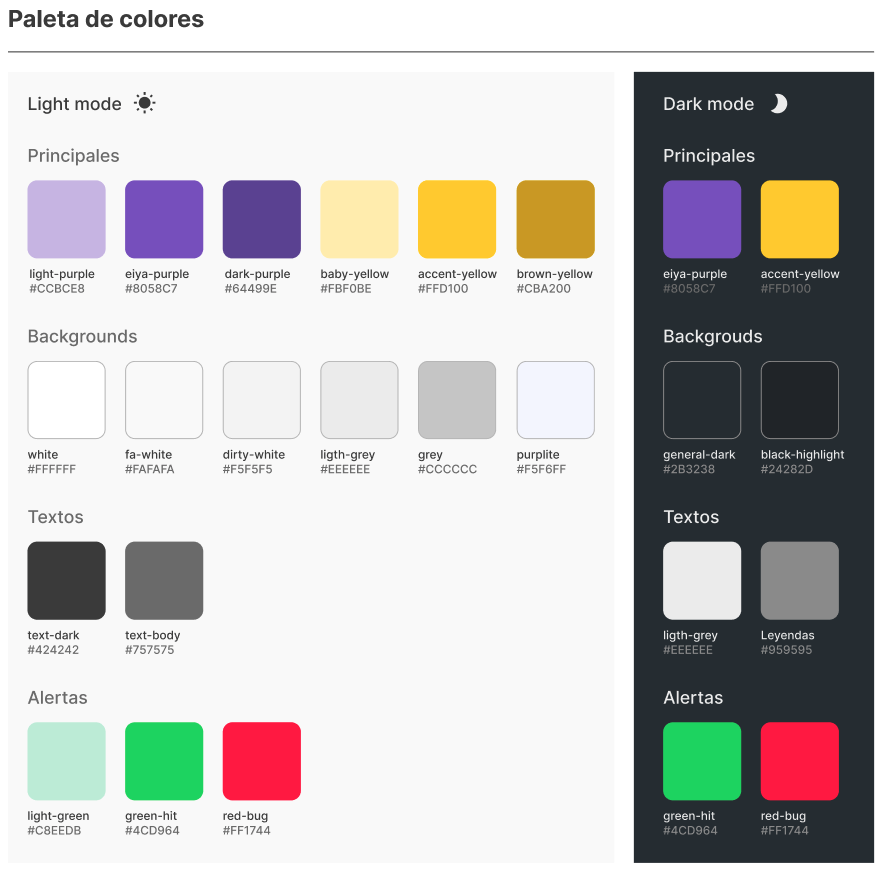 Paleta de colores
Light mode
Principales
light-purple eiya-purple dark-purple baby-yellow accent-yellow brown-yellow
#CCBCE8 #8058C7 #64499E #FBF0BE #FFD100 #CBA200
Backgrounds
white fa-white dirty-white ligth-grey grey purplite
#FFFFFF #FAFAFA #F5F5F5 #EEEEEE #CCCCCC #F5F6FF
Textos
text-dark text-body
#424242 #757575
Alertas
light-green green-hit red-bug
#C8EEDB #4CD964 #FF1744
Dark mode
Principales
eiya-purple accent-yellow
#8058C7 #FFD100
Backgrouds
general-dark black-highlight
#2B3238 #24282D
Textos
ligth-grey Leyendas
#EEEEEE #959595
Alertas
green-hit red-bug
#4CD964 #FF1744